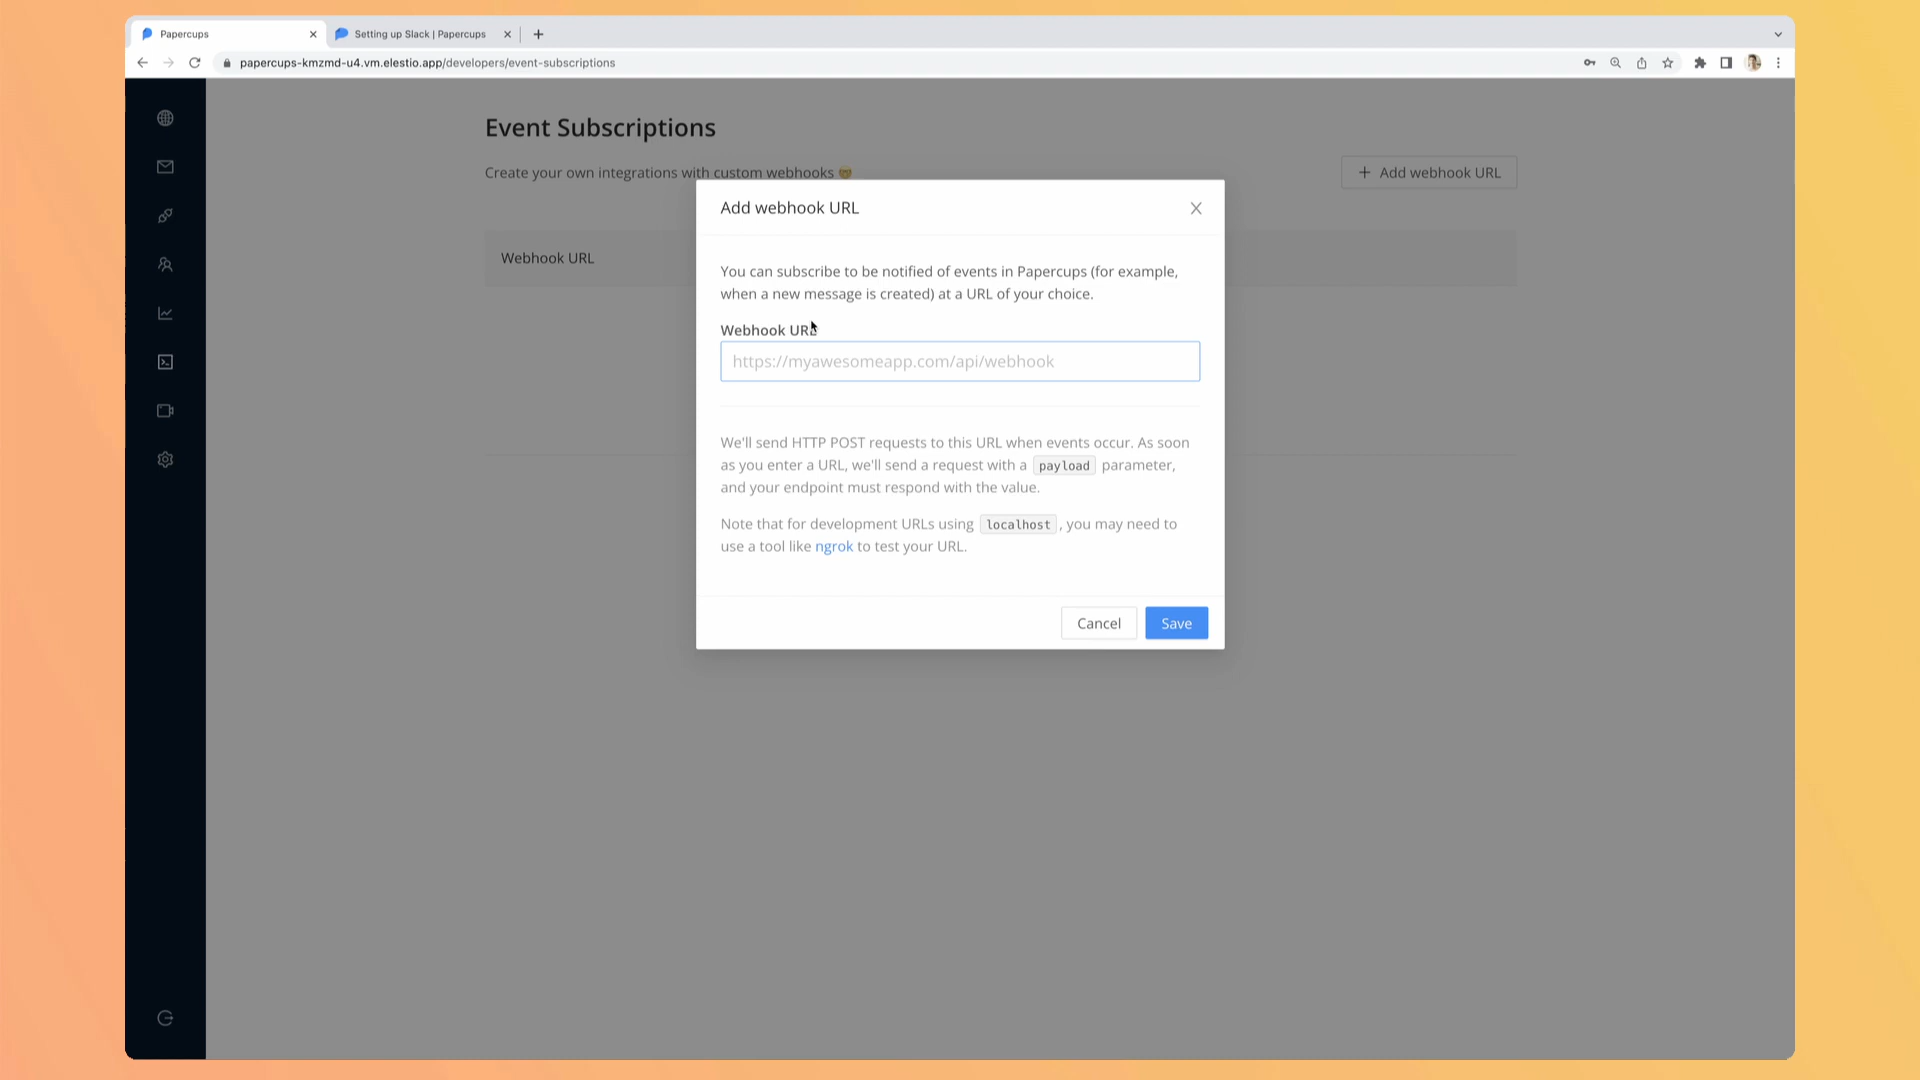 Papercups
Setting up Slack | Papercups
papercups-kmzmd-u4.vm.elestio.app/developers/event-subscriptions
Event Subscriptions
Create your own integrations with custom webhooks 🤠
+ Add webhook URL
Webhook URL
Add webhook URL
You can subscribe to be notified of events in Papercups (for example,
when a new message is created) at a URL of your choice.
Webhook URL
https://myawesomeapp.com/api/webhook
We'll send HTTP POST requests to this URL when events occur. As soon
as you enter a URL, we'll send a request with a payload parameter,
and your endpoint must respond with the value.
Note that for development URLs using localhost, you may need to
use a tool like ngrok to test your URL.
Cancel
Save